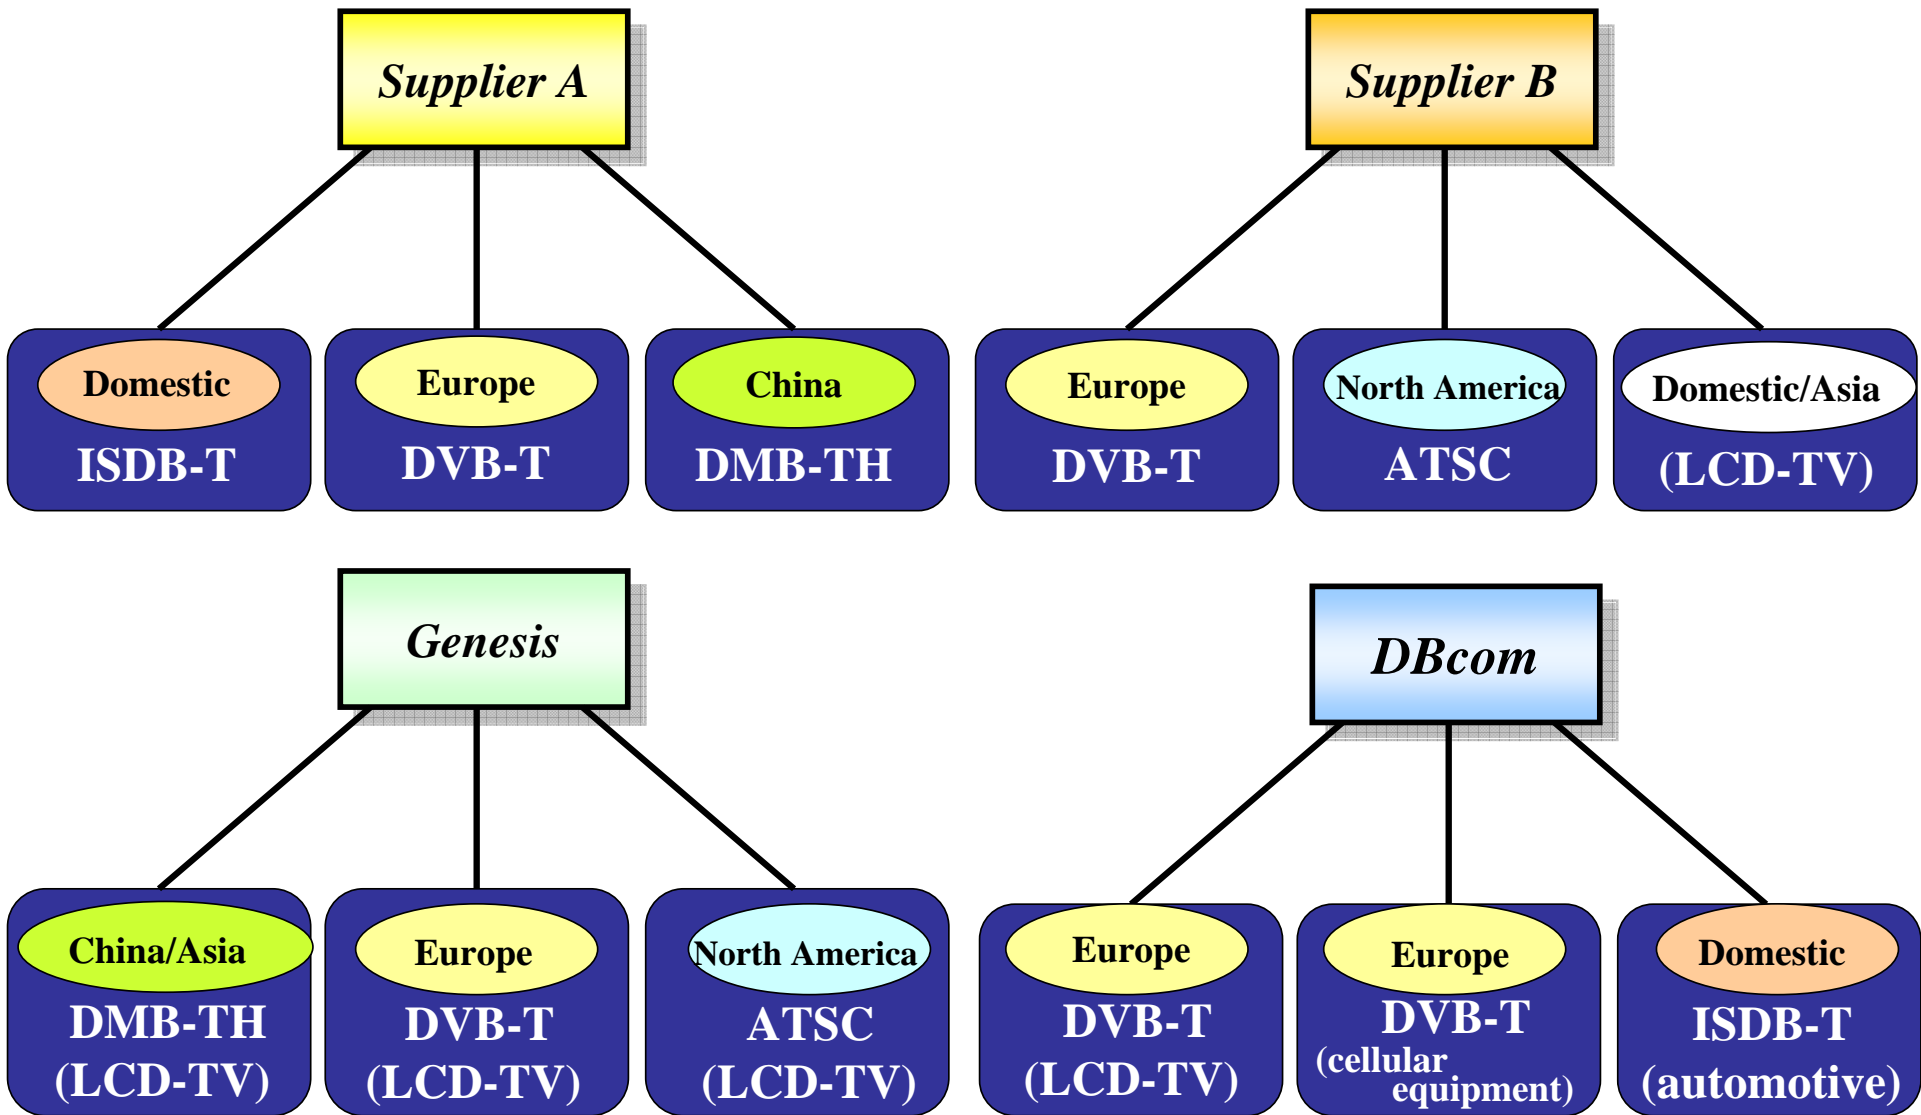 Supplier A
Supplier B
Domestic
ISDB-T
Europe
DVB-T
China
DMB-TH
Europe
DVB-T
North America
ATSC
Domestic/Asia
(LCD-TV)
Genesis
DBcom
China/Asia
DMB-TH
(LCD-TV)
Europe
DVB-T
(LCD-TV)
North America
ATSC
(LCD-TV)
Europe
DVB-T
(LCD-TV)
Europe
DVB-T
(cellular
equipment)
Domestic
ISDB-T
(automotive)